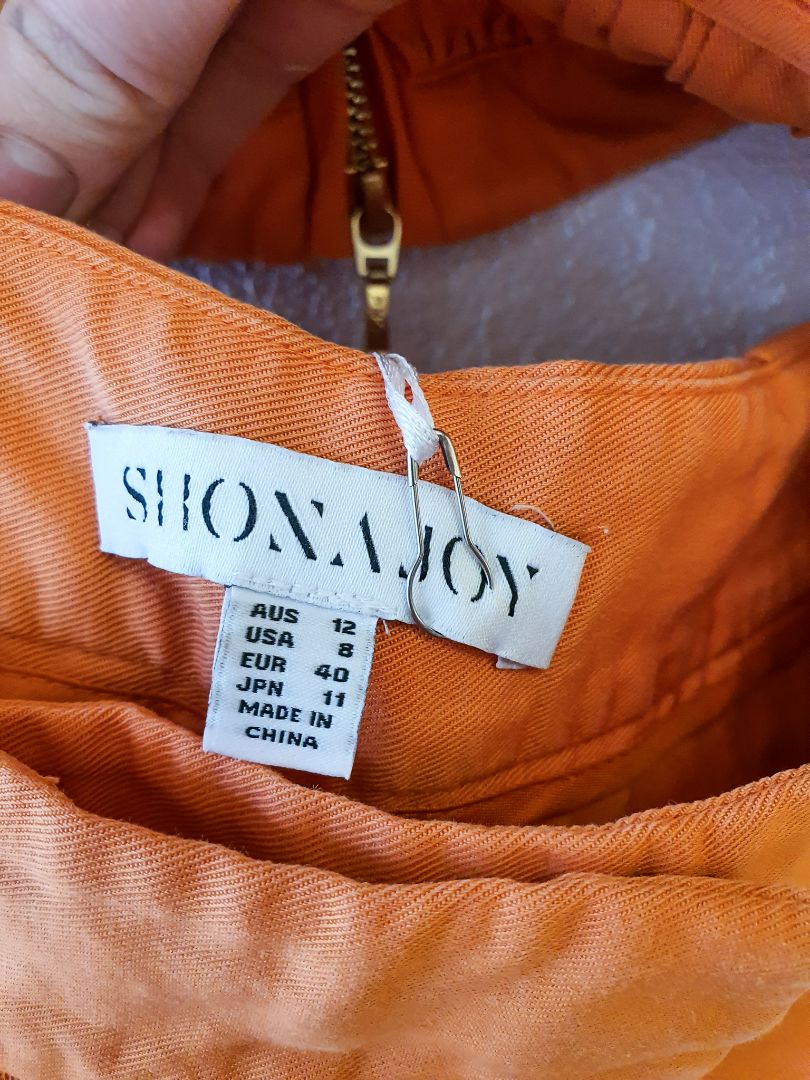 SHONA JOY
AUS 12
USA 8
EUR 40
JPN 11
MADE IN
CHINA